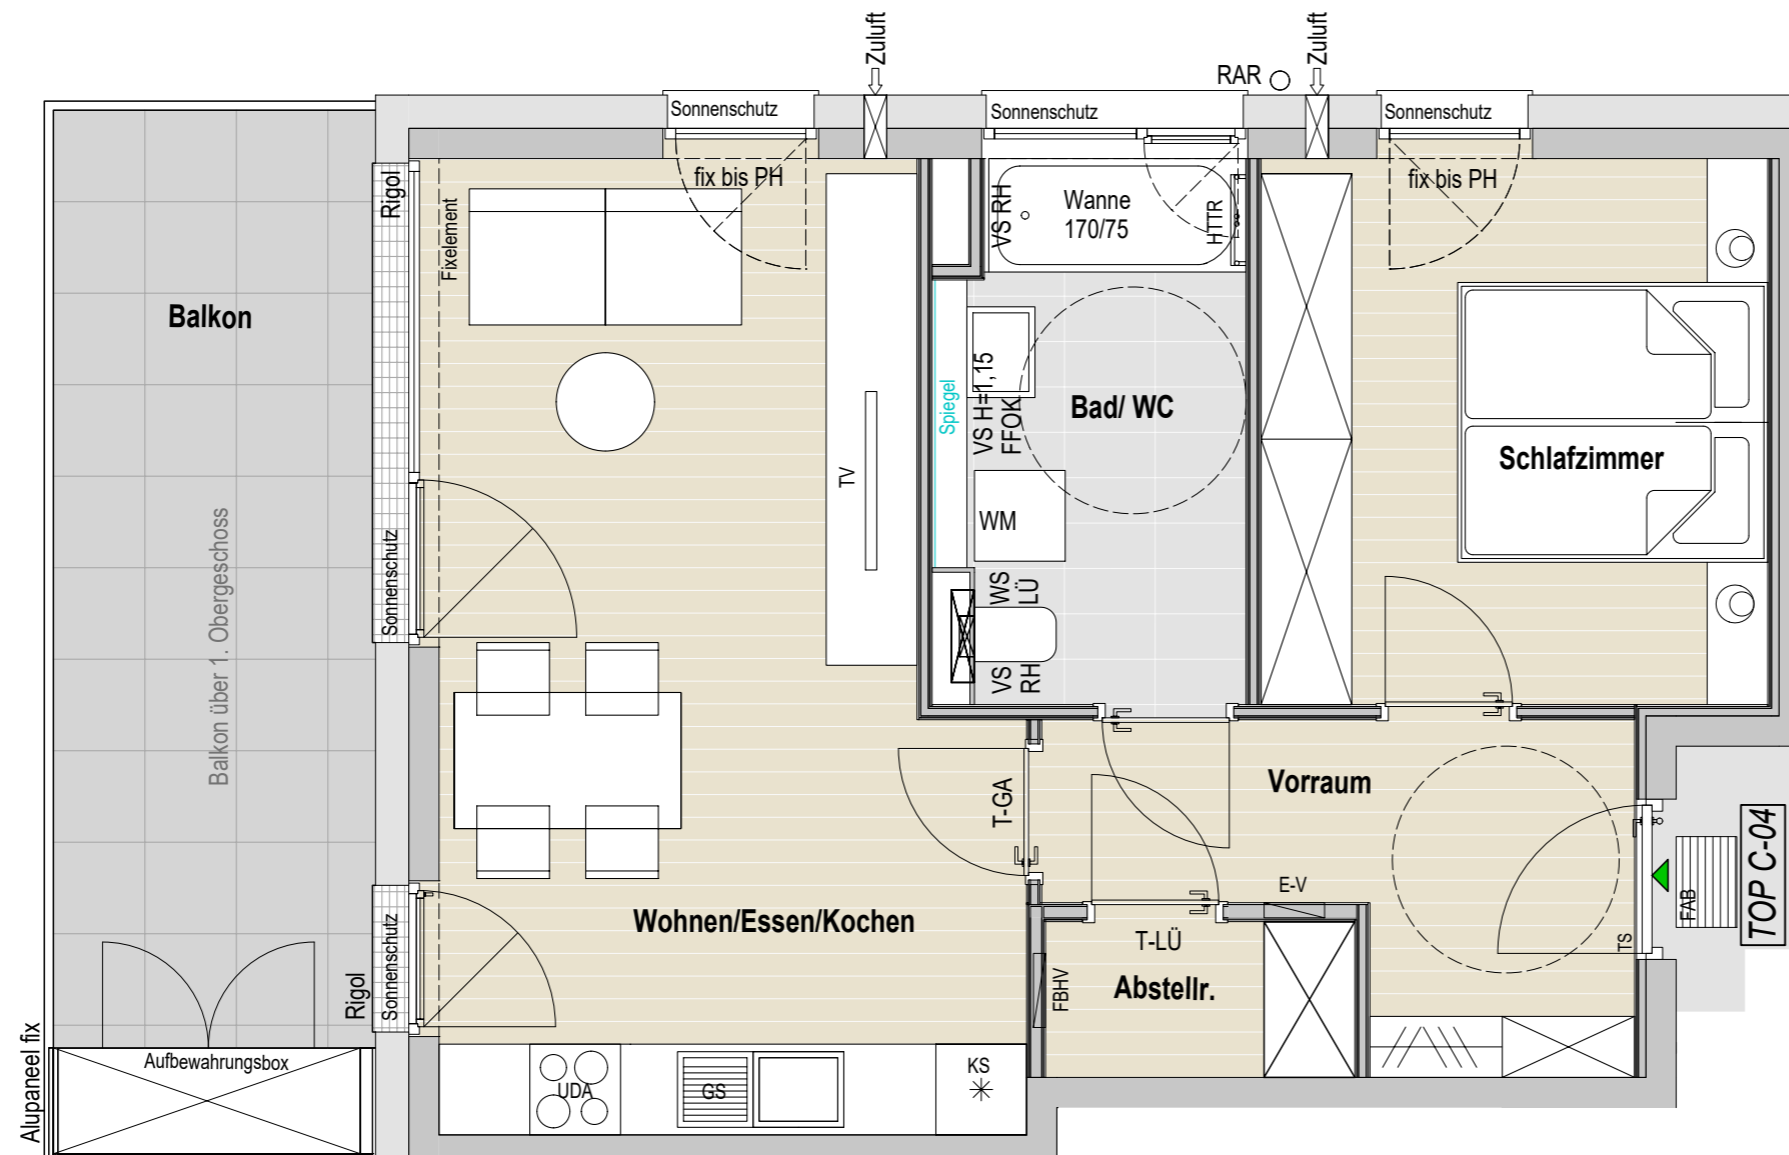 Zuluft
Zuluft
RAR
Sonnenschutz
Sonnenschutz
Sonnenschutz
Rigol
Fixelement
fix bis PH
VS RH
Wanne
170/75
HTTR
fix bis PH
Balkon
Spiegel
VS H=1,15
FFOK
Bad/ WC
Schlafzimmer
TV
WM
Balkon über 1. Obergeschoss
Sonnenschutz
WS
LÜ
VS
RH
T-GA
Vorraum
TOP C-04
E-V
FAB
Wohnen/Essen/Kochen
T-LÜ
TS
Sonnenschutz
Rigol
FBHV
Abstellr.
Alupaneel fix
Aufbewahrungsbox
UDA
GS
KS